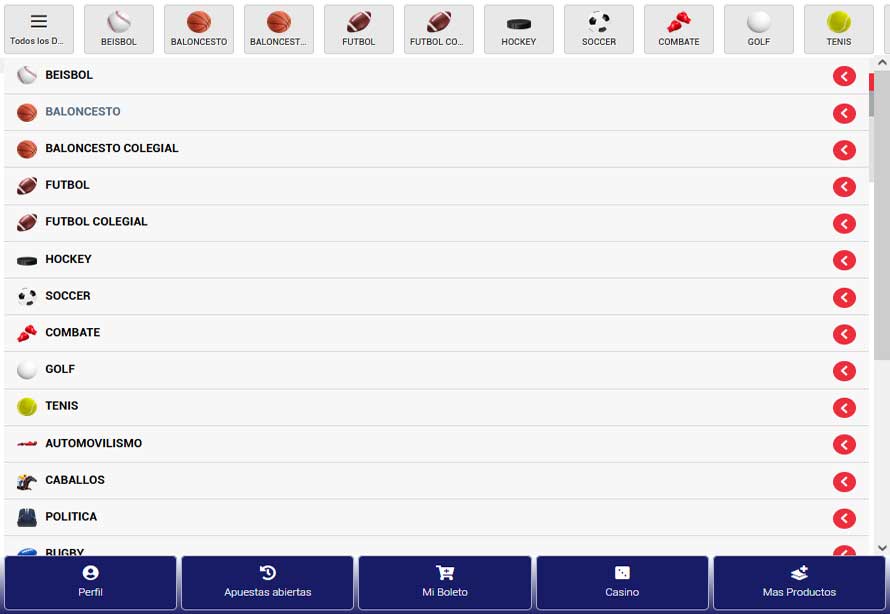 Todos los D...
BEISBOL
BALONCESTO
BALONCEST...
FUTBOL
FUTBOL CO...
HOCKEY
SOCCER
COMBATE
GOLF
TENIS
BEISBOL
BALONCESTO
BALONCESTO COLEGIAL
FUTBOL
FUTBOL COLEGIAL
HOCKEY
SOCCER
COMBATE
GOLF
TENIS
AUTOMOVILISMO
CABALLOS
POLITICA
RUGBY
Perfil
Apuestas abiertas
Mi Boleto
Casino
Mas Productos